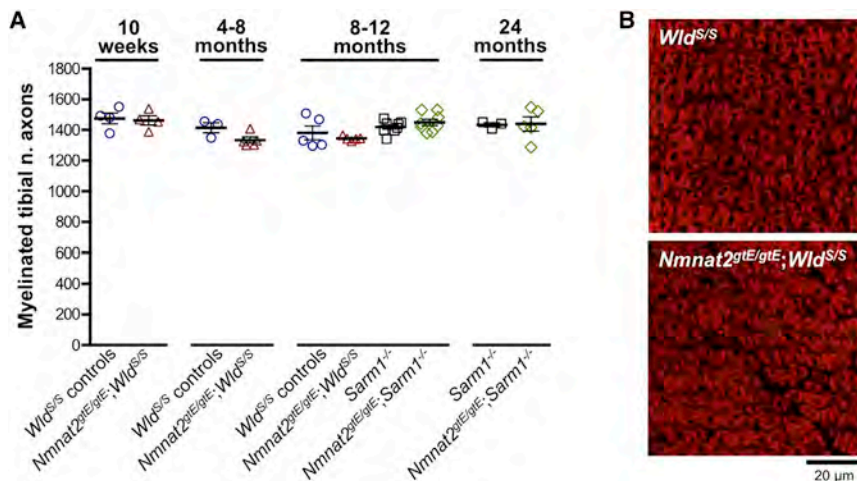 A
10 weeks
4-8 months
8-12 months
24 months
Myelinated tibial n. axons
1800
1600
1400
1200
1000
800
600
400
200
0
Wld^S/S controls
Nmnat2^gtE/gtE;Wld^S/S
Wld^S/S controls
Nmnat2^gtE/gtE;Wld^S/S
Wld^S/S controls
Nmnat2^gtE/gtE;Wld^S/S
Sarm1^-/-
Nmnat2^gtE/gtE;Sarm1^-/-
Sarm1^-/-
Nmnat2^gtE/gtE;Sarm1^-/-
B
Wld^S/S
Nmnat2^gtE/gtE;Wld^S/S
20 µm